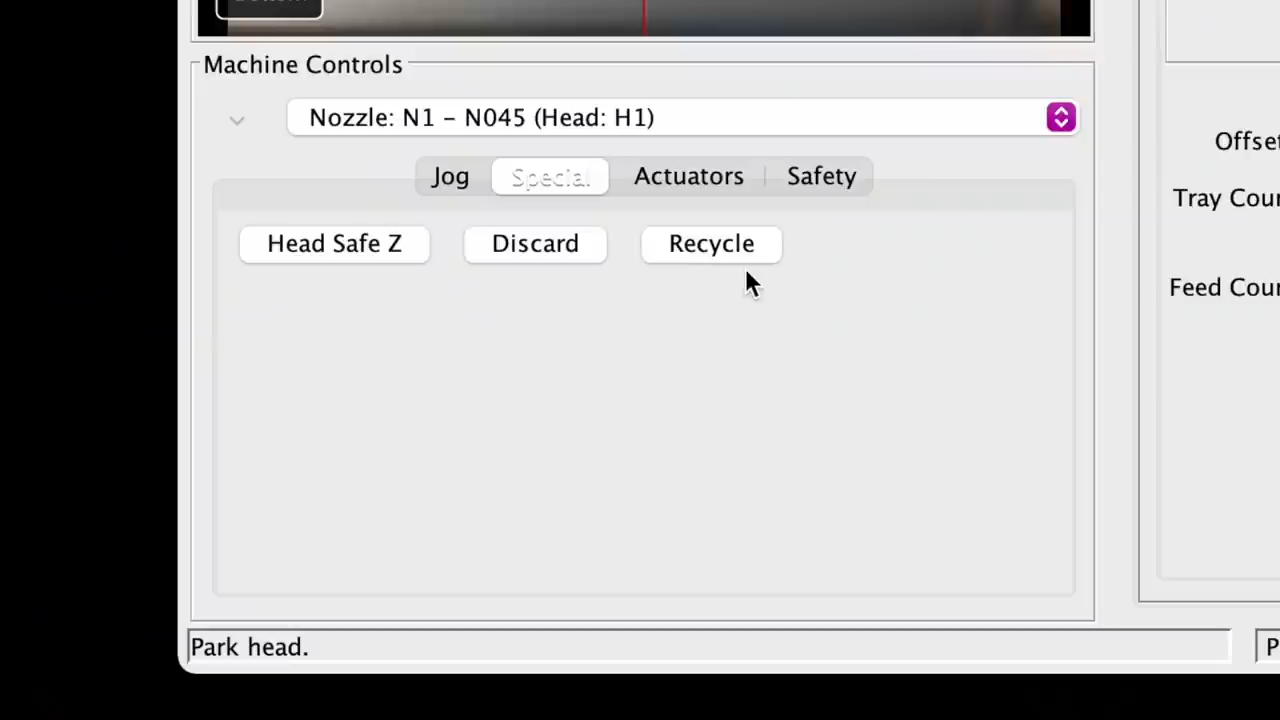 Machine Controls
Nozzle: N1 – N045 (Head: H1)
Jog Special Actuators Safety
Head Safe Z Discard Recycle
Park head.